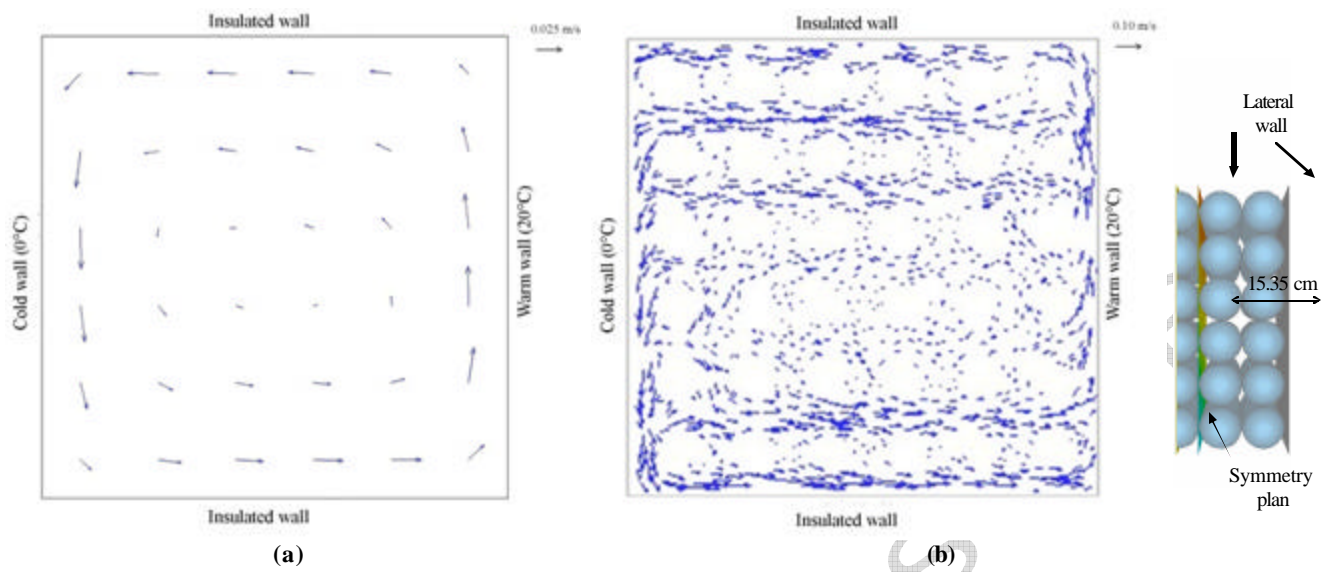 Insulated wall
0.025 m/s
Cold wall (0°C)
Warm wall (20°C)
Insulated wall
(a)
Insulated wall
0.10 m/s
Cold wall (0°C)
Warm wall (20°C)
Insulated wall
(b)
Lateral
wall
15.35 cm
Symmetry
plan
S